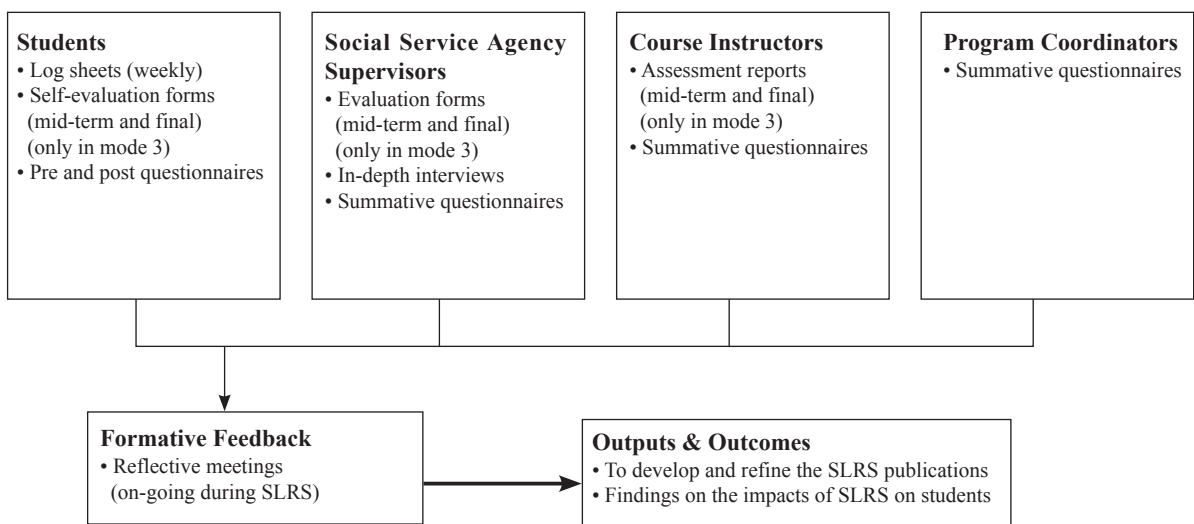 Students
• Log sheets (weekly)
• Self-evaluation forms
(mid-term and final)
(only in mode 3)
• Pre and post questionnaires
Social Service Agency
Supervisors
• Evaluation forms
(mid-term and final)
(only in mode 3)
• In-depth interviews
• Summative questionnaires
Course Instructors
• Assessment reports
(mid-term and final)
(only in mode 3)
• Summative questionnaires
Program Coordinators
• Summative questionnaires
Formative Feedback
• Reflective meetings
(on-going during SLRS)
Outputs & Outcomes
• To develop and refine the SLRS publications
• Findings on the impacts of SLRS on students